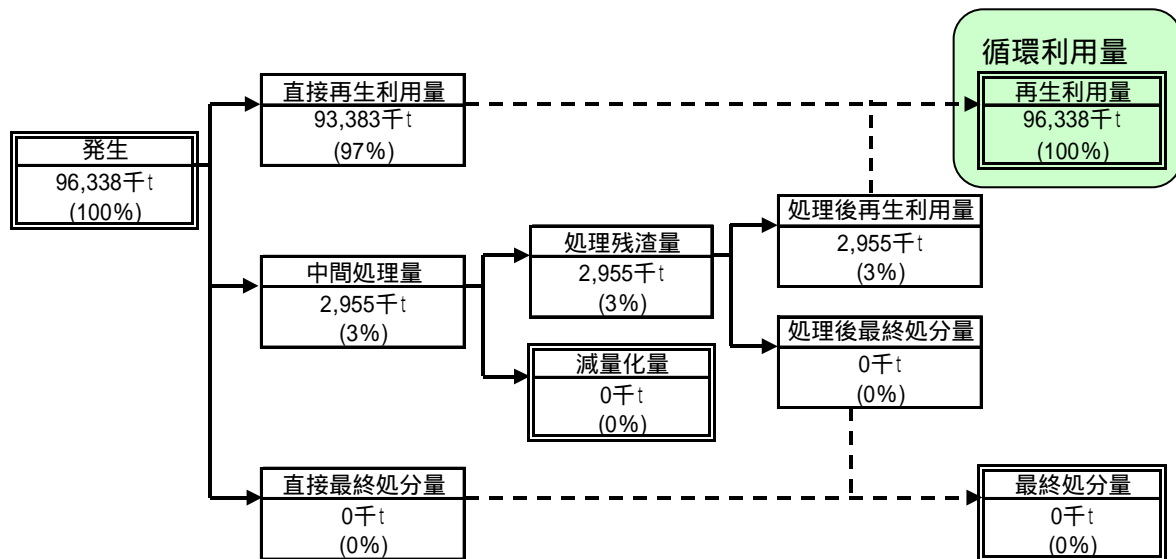 循環利用量
直接再生利用量
93,383千t
(97%)
再生利用量
96,338千t
(100%)
発生
96,338千t
(100%)
処理後再生利用量
2,955千t
(3%)
処理残渣量
2,955千t
(3%)
中間処理量
2,955千t
(3%)
処理後最終処分量
0千t
(0%)
減量化量
0千t
(0%)
直接最終処分量
0千t
(0%)
最終処分量
0千t
(0%)